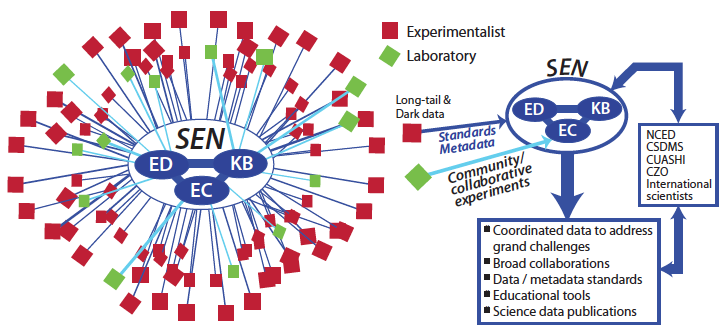 Experimentalist
Laboratory
SEN
ED
KB
EC
Long-tail &
Dark data
Standards
Metadata
Community/
collaborative
experiments
SEN
ED
KB
EC
NCED
CSDMS
CUASHI
CZO
International
scientists
Coordinated data to address
grand challenges
Broad collaborations
Data / metadata standards
Educational tools
Science data publications